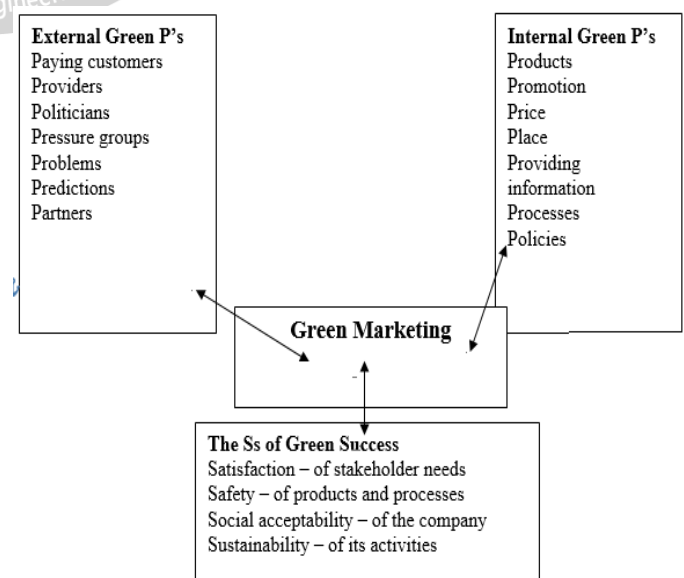 External Green P’s
Paying customers
Providers
Politicians
Pressure groups
Problems
Predictions
Partners
Internal Green P’s
Products
Promotion
Price
Place
Providing
information
Processes
Policies
Green Marketing
The Ss of Green Success
Satisfaction – of stakeholder needs
Safety – of products and processes
Social acceptability – of the company
Sustainability – of its activities